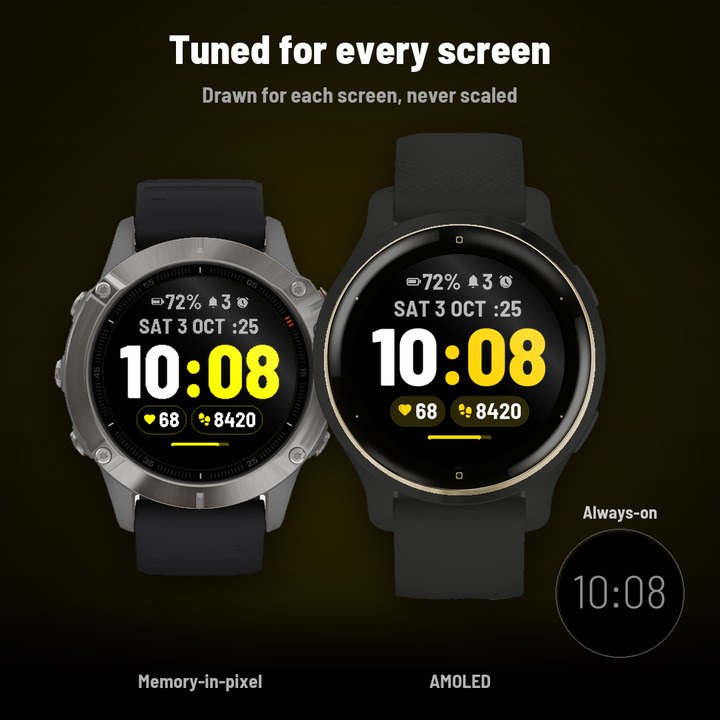 Tuned for every screen
Drawn for each screen, never scaled
72% 3
SAT 3 OCT :25
10:08
68 8420
72% 3
SAT 3 OCT :25
10:08
68 8420
Always-on
10:08
Memory-in-pixel
AMOLED